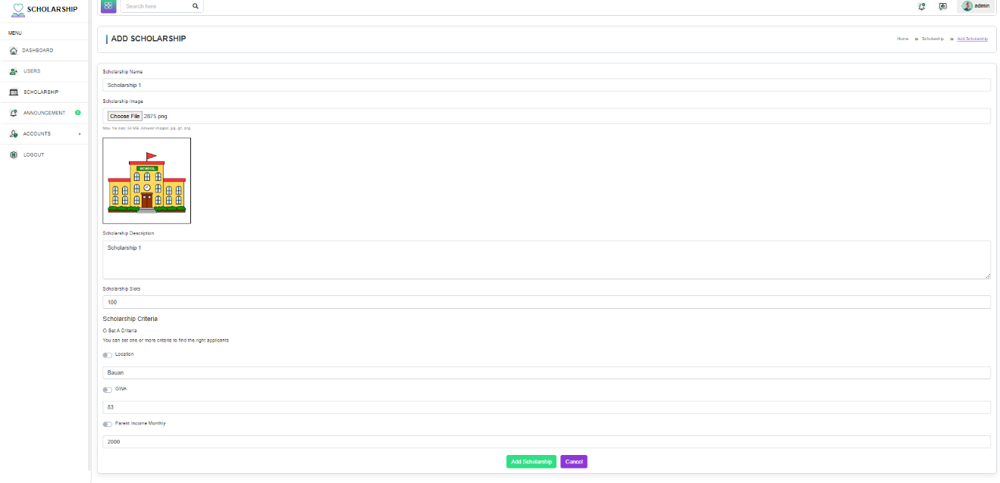 SCHOLARSHIP
Search here
admin
MENU
DASHBOARD
USERS
SCHOLARSHIP
ANNOUNCEMENT
ACCOUNTS
LOGOUT
ADD SCHOLARSHIP
Home » Scholarship » Add Scholarship
Scholarship Name
Scholarship 1
Scholarship Image
Choose File 2875.png
Max. file size: 50 MB. Allowed images: jpg, gif, png.
SCHOOL
Scholarship Description
Scholarship 1
Scholarship Slots
100
Scholarship Criteria
Set A Criteria
You can set one or more criteria to find the right applicants
Location
Bauan
GWA
83
Parent Income Monthly
2000
Add Scholarship Cancel